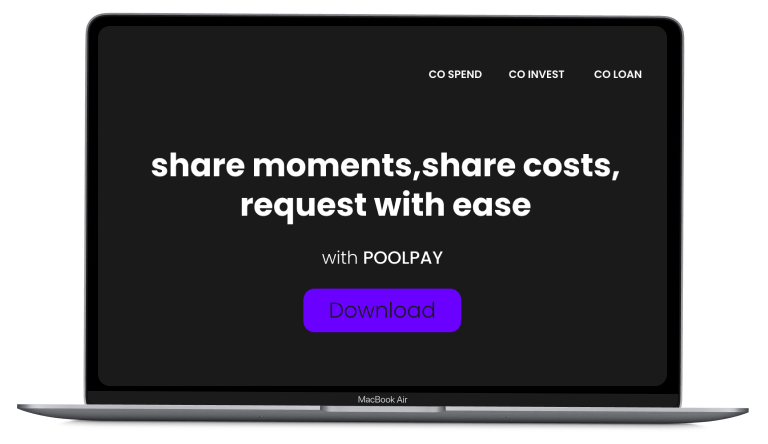 CO SPEND CO INVEST CO LOAN
share moments,share costs,
request with ease
with POOLPAY
Download
MacBook Air